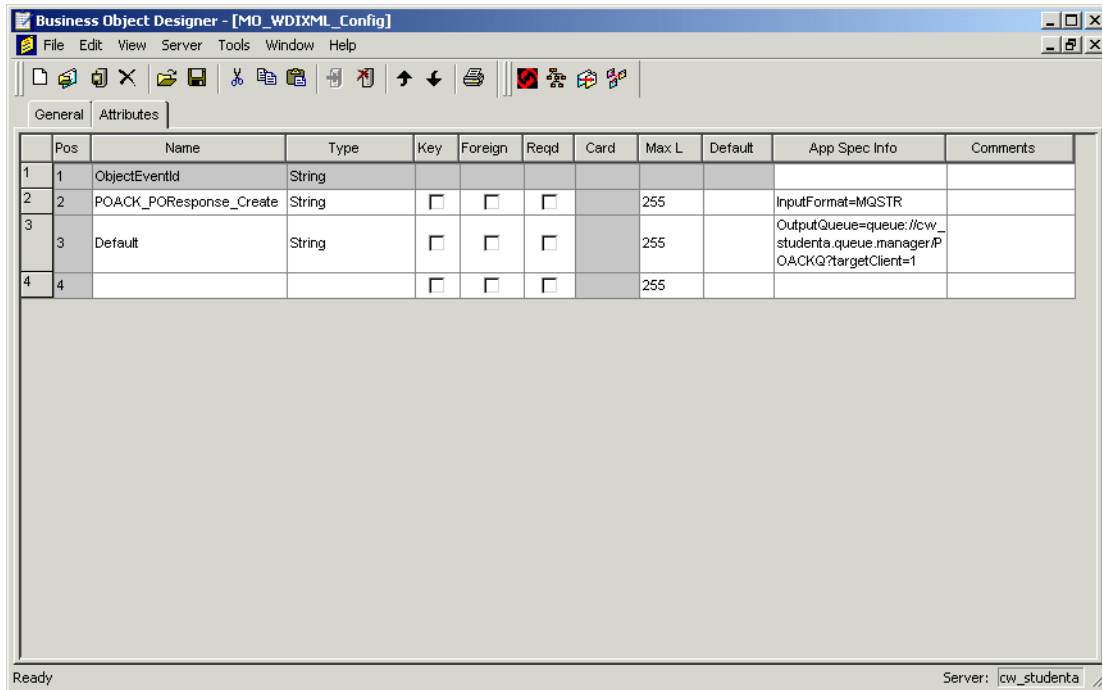 Business Object Designer - [MO_WDIXML_Config]
File Edit View Server Tools Window Help
General Attributes
Pos Name Type Key Foreign Reqd Card Max L Default App Spec Info Comments
1 1 ObjectEventId String
2 2 POACK_POResponse_Create String 255 InputFormat=MQSTR
3 3 Default String 255 OutputQueue=queue://cw_
studenta.queue.manager/P
OACKQ?targetClient=1
4 4 255
Ready Server: cw_studenta